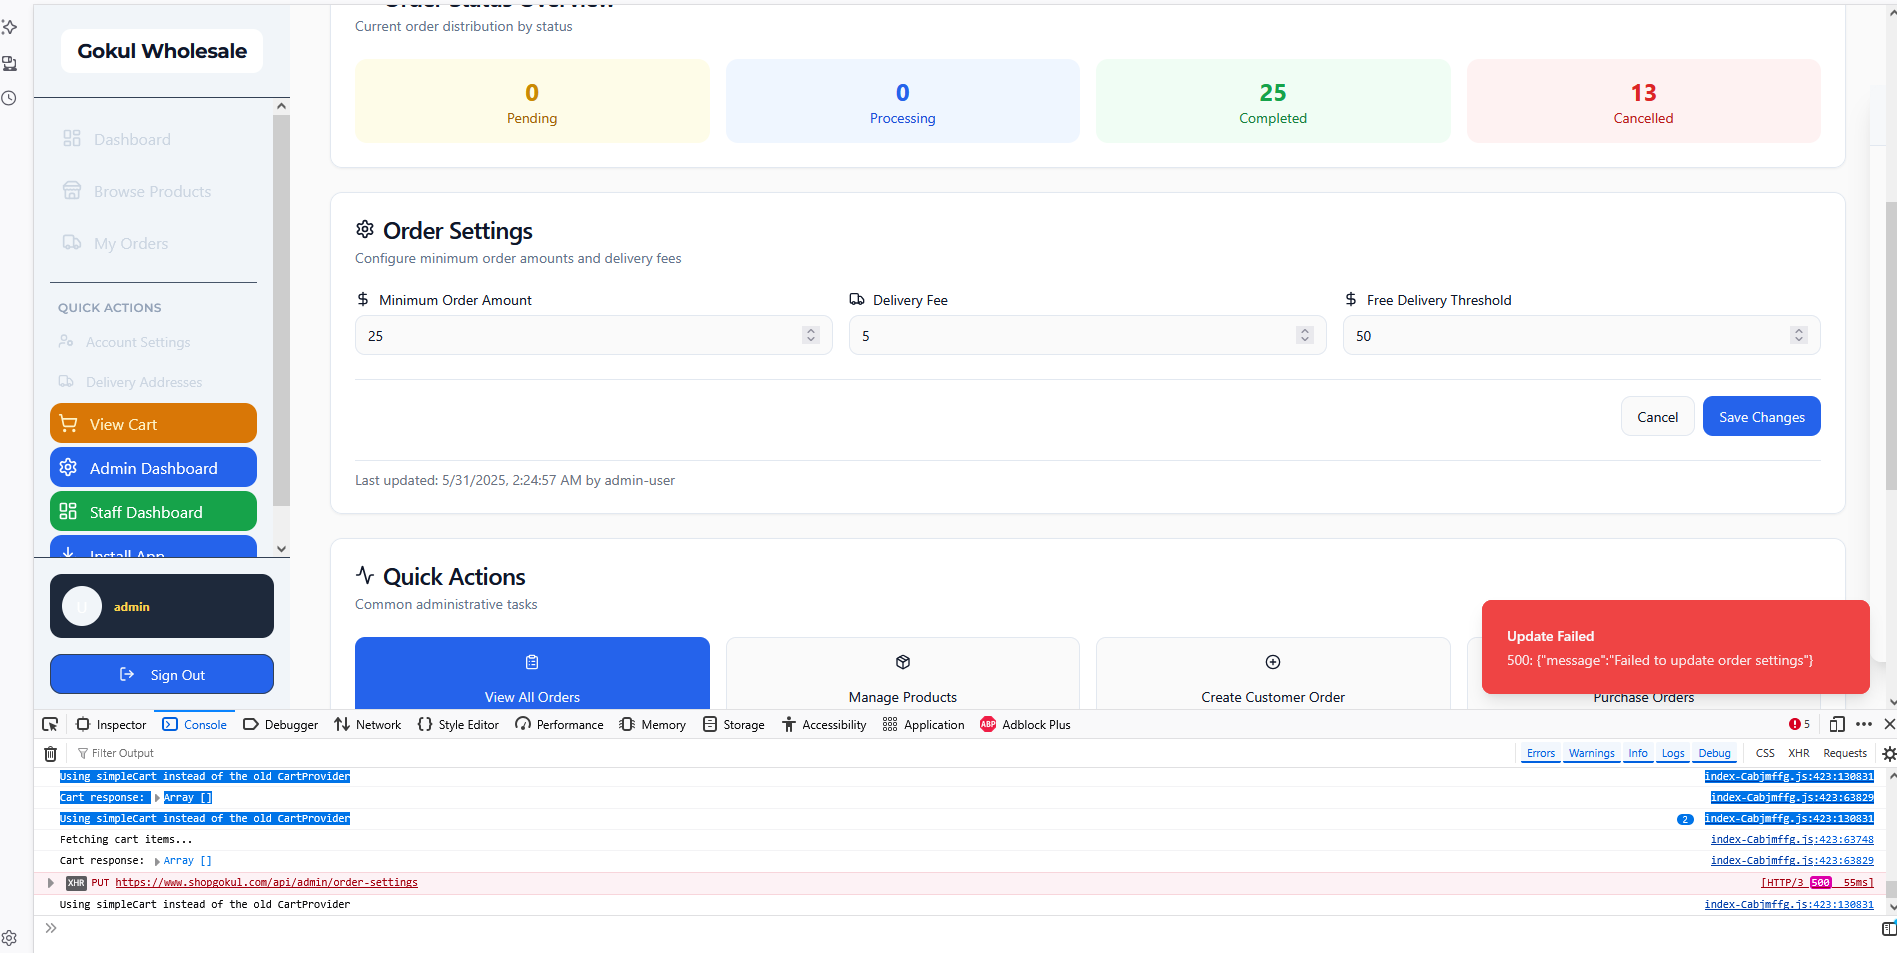 Order Status Overview
Current order distribution by status
Gokul Wholesale
0
Pending
0
Processing
25
Completed
13
Cancelled
Dashboard
Browse Products
My Orders
QUICK ACTIONS
Account Settings
Delivery Addresses
View Cart
Admin Dashboard
Staff Dashboard
Install App
U
admin
Sign Out
Order Settings
Configure minimum order amounts and delivery fees
Minimum Order Amount
25
Delivery Fee
5
Free Delivery Threshold
50
Cancel
Save Changes
Last updated: 5/31/2025, 2:24:57 AM by admin-user
Quick Actions
Common administrative tasks
View All Orders
Manage Products
Create Customer Order
Purchase Orders
Update Failed
500: {"message":"Failed to update order settings"}
Inspector Console Debugger Network Style Editor Performance Memory Storage Accessibility Application ABP Adblock Plus 5
Filter Output Errors Warnings Info Logs Debug CSS XHR Requests
Using simpleCart instead of the old CartProvider index-Cabjmffg.js:423:130831
Cart response: Array [] index-Cabjmffg.js:423:63829
Using simpleCart instead of the old CartProvider 2 index-Cabjmffg.js:423:130831
Fetching cart items... index-Cabjmffg.js:423:63748
Cart response: Array [] index-Cabjmffg.js:423:63829
XHR PUT https://www.shopgokul.com/api/admin/order-settings [HTTP/3 500 55ms]
Using simpleCart instead of the old CartProvider index-Cabjmffg.js:423:130831